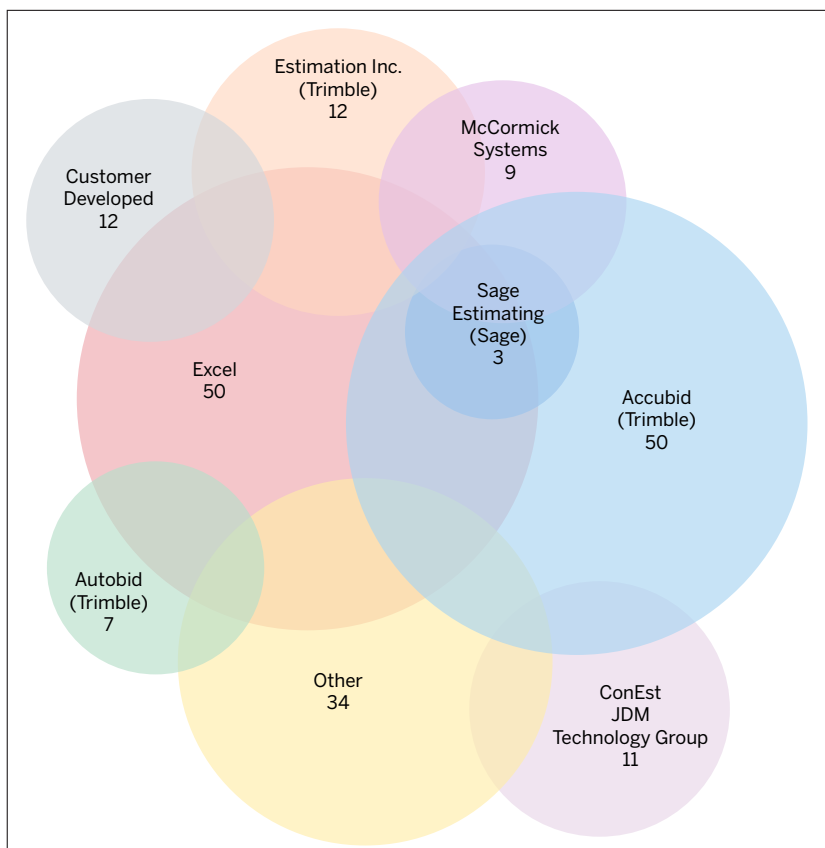 Estimation Inc.
(Trimble)
12
McCormick
Systems
9
Customer
Developed
12
Sage
Estimating
(Sage)
3
Excel
50
Accubid
(Trimble)
50
Autobid
(Trimble)
7
Other
34
ConEst
JDM
Technology Group
11